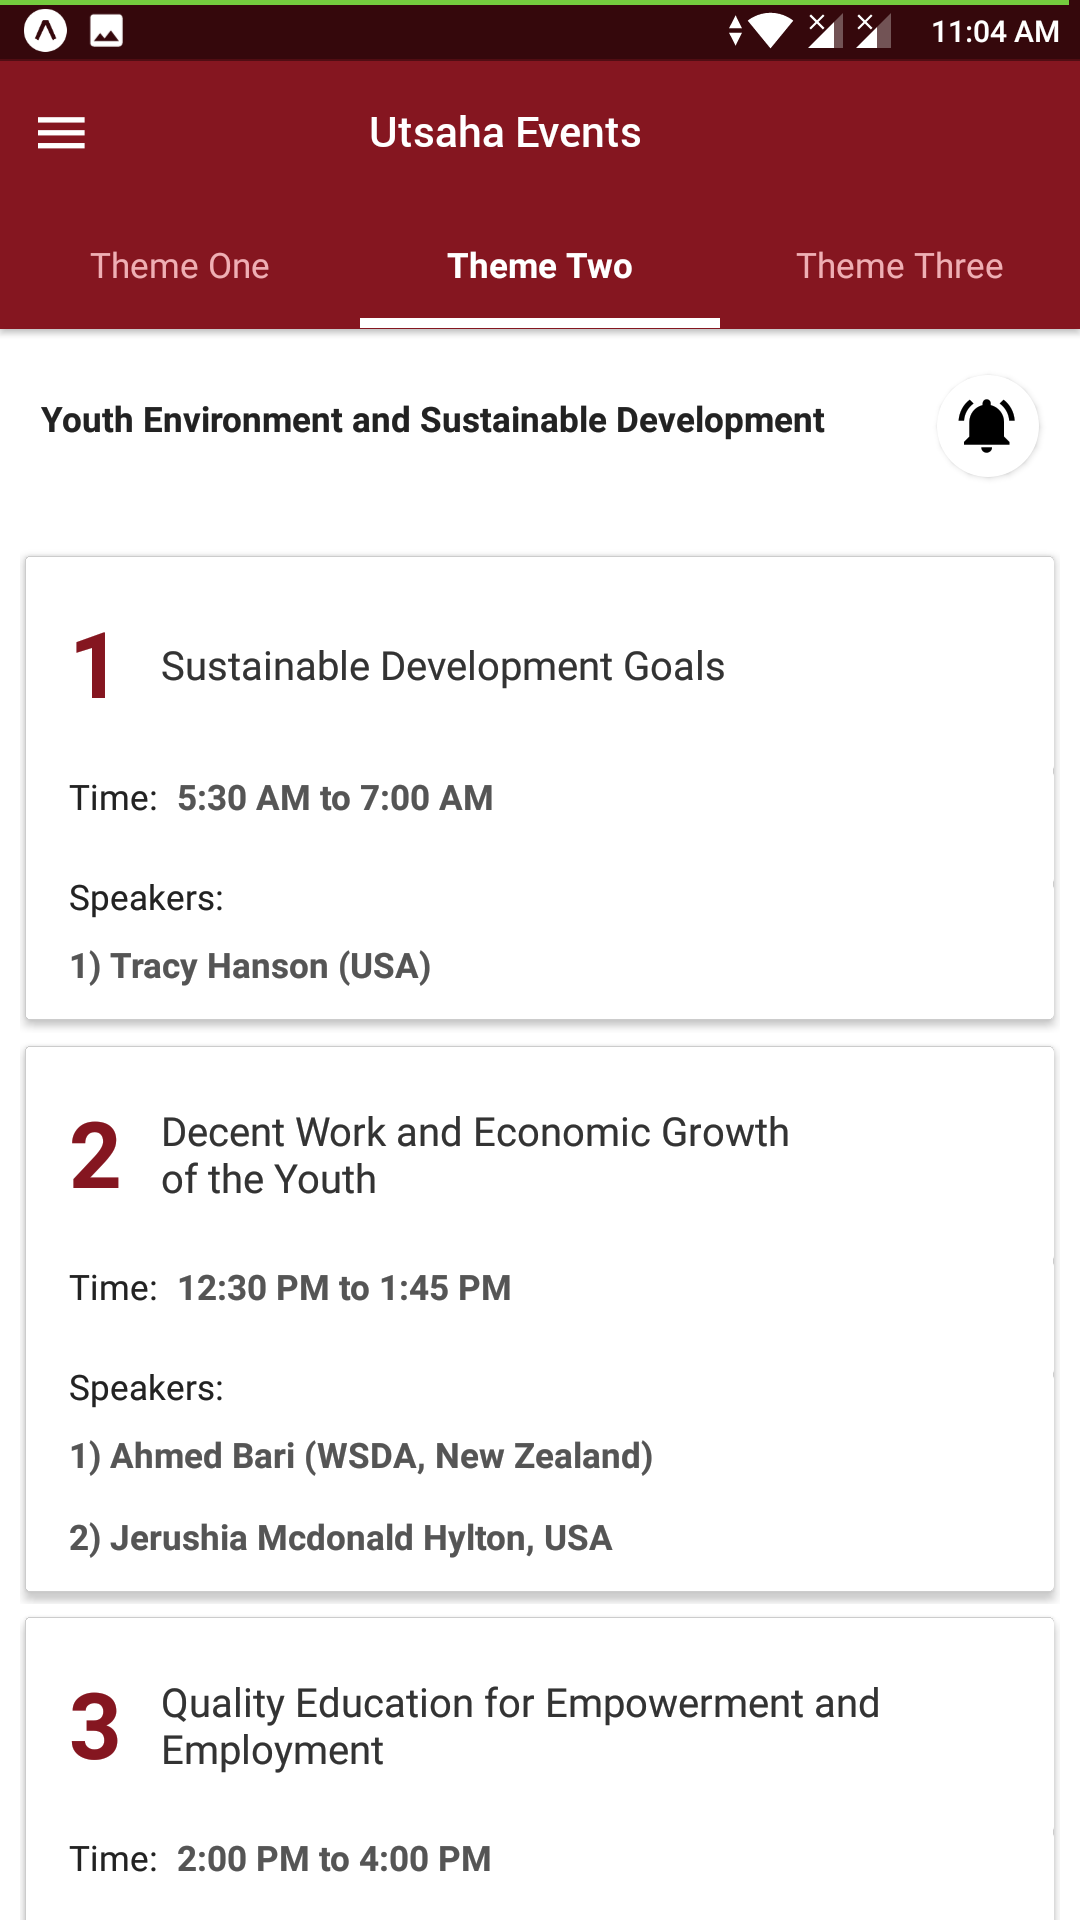 11:04 AM
Utsaha Events
Theme One
Theme Two
Theme Three
Youth Environment and Sustainable Development
1
Sustainable Development Goals
Time: 5:30 AM to 7:00 AM
Speakers:
1) Tracy Hanson (USA)
2
Decent Work and Economic Growth
of the Youth
Time: 12:30 PM to 1:45 PM
Speakers:
1) Ahmed Bari (WSDA, New Zealand)
2) Jerushia Mcdonald Hylton, USA
3
Quality Education for Empowerment and
Employment
Time: 2:00 PM to 4:00 PM